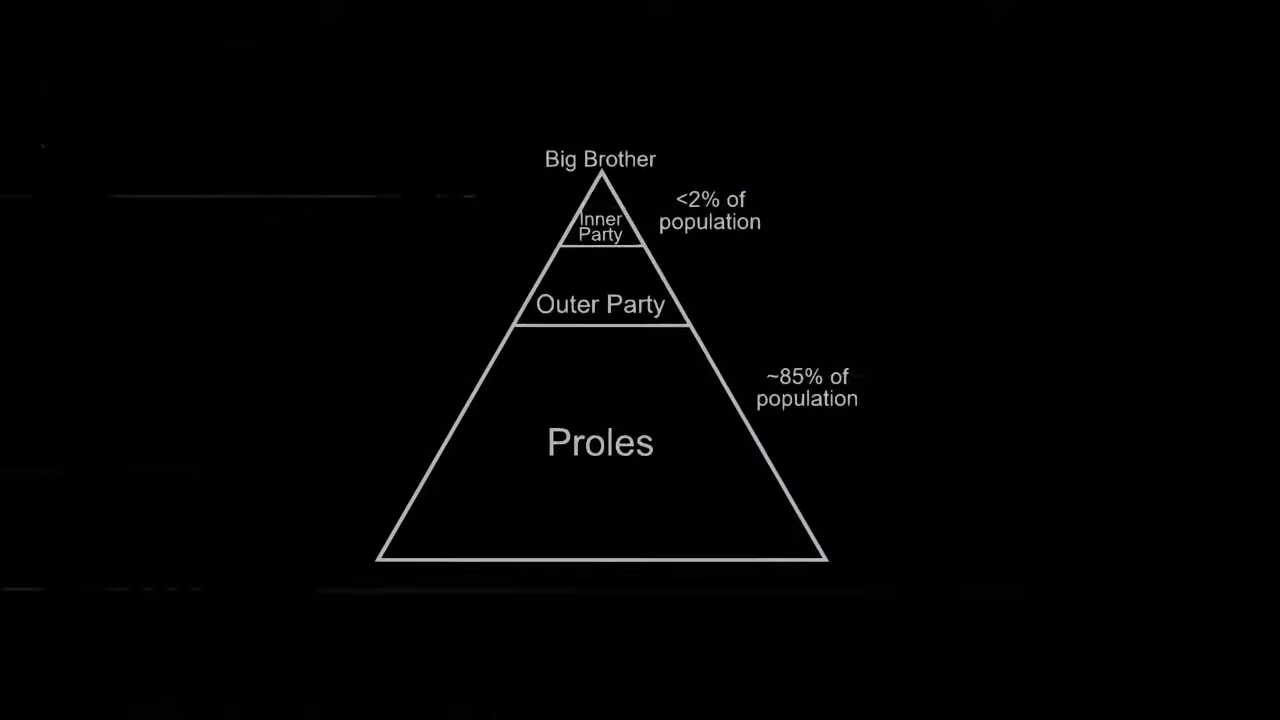 Big Brother
<2% of
population
Inner
Party
Outer Party
~85% of
population
Proles